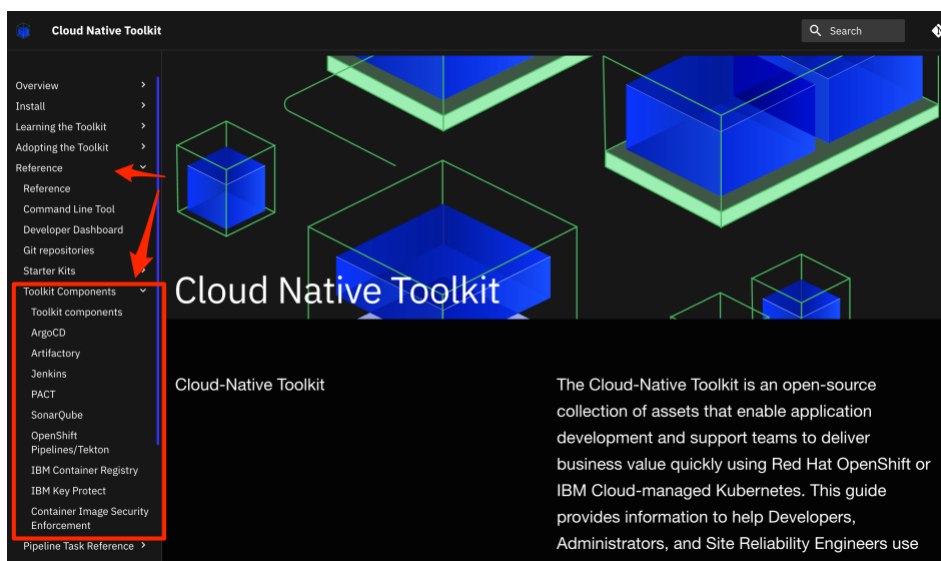 Cloud Native Toolkit
Search
Overview
Install
Learning the Toolkit
Adopting the Toolkit
Reference
Reference
Command Line Tool
Developer Dashboard
Git repositories
Starter Kits
Toolkit Components
Toolkit components
ArgoCD
Artifactory
Jenkins
PACT
SonarQube
OpenShift
Pipelines/Tekton
IBM Container Registry
IBM Key Protect
Container Image Security
Enforcement
Pipeline Task Reference
Cloud Native Toolkit
Cloud-Native Toolkit
The Cloud-Native Toolkit is an open-source
collection of assets that enable application
development and support teams to deliver
business value quickly using Red Hat OpenShift or
IBM Cloud-managed Kubernetes. This guide
provides information to help Developers,
Administrators, and Site Reliability Engineers use